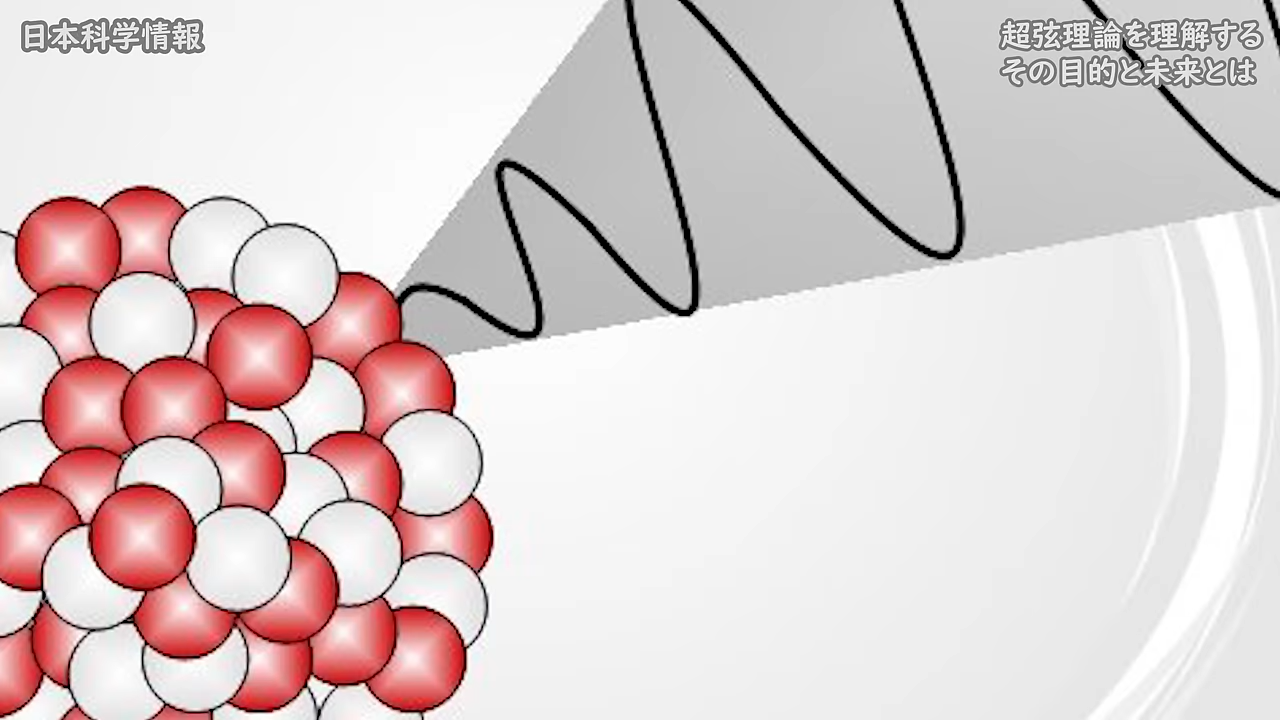 日本科学情報
超弦理論を理解する
その目的と未来とは